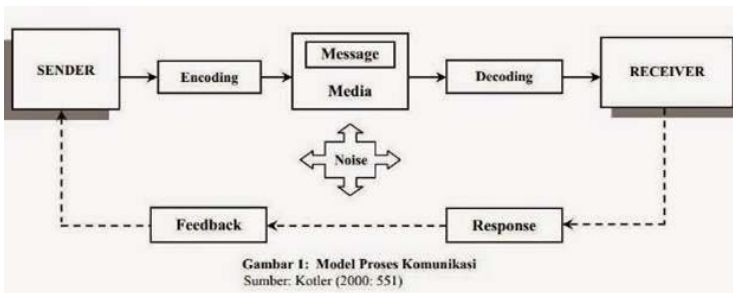 Message
SENDER
Encoding
Media
Decoding
RECEIVER
Noise
Feedback
Response
Gambar 1: Model Proses Komunikasi
Sumber: Kotler (2000: 551)